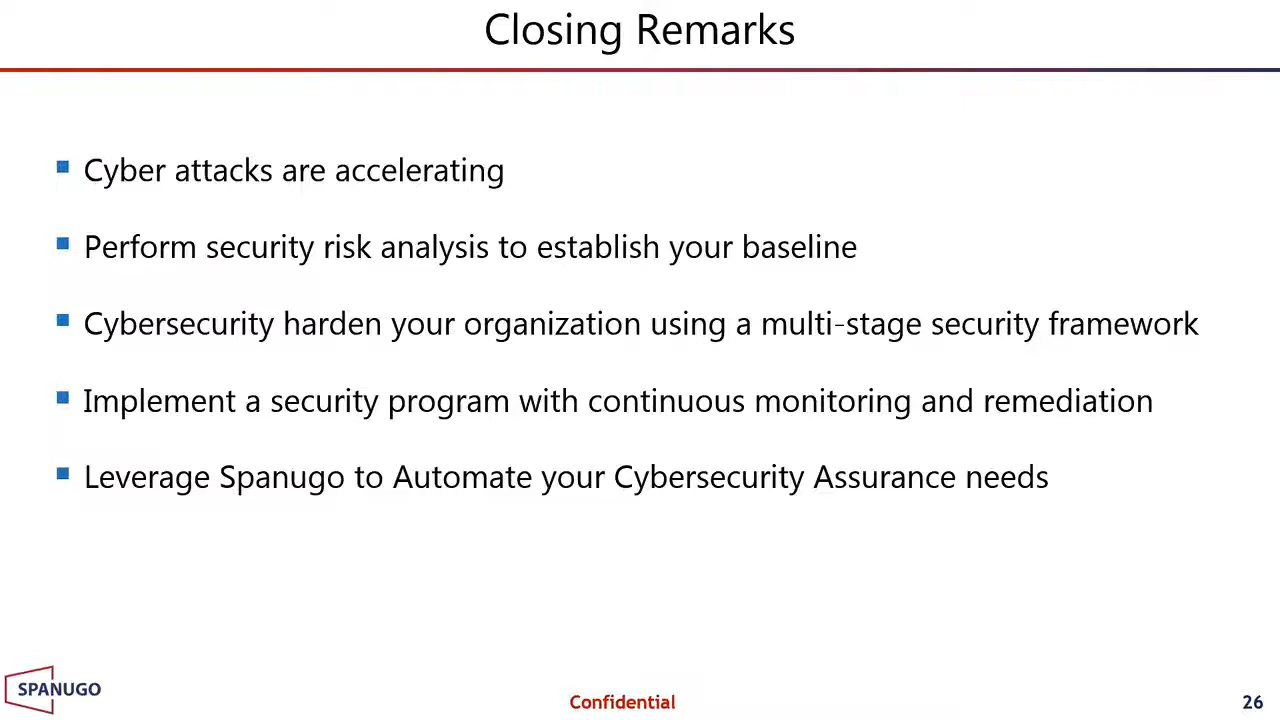 Closing Remarks
Cyber attacks are accelerating
Perform security risk analysis to establish your baseline
Cybersecurity harden your organization using a multi-stage security framework
Implement a security program with continuous monitoring and remediation
Leverage Spanugo to Automate your Cybersecurity Assurance needs
SPANUGO
Confidential
26